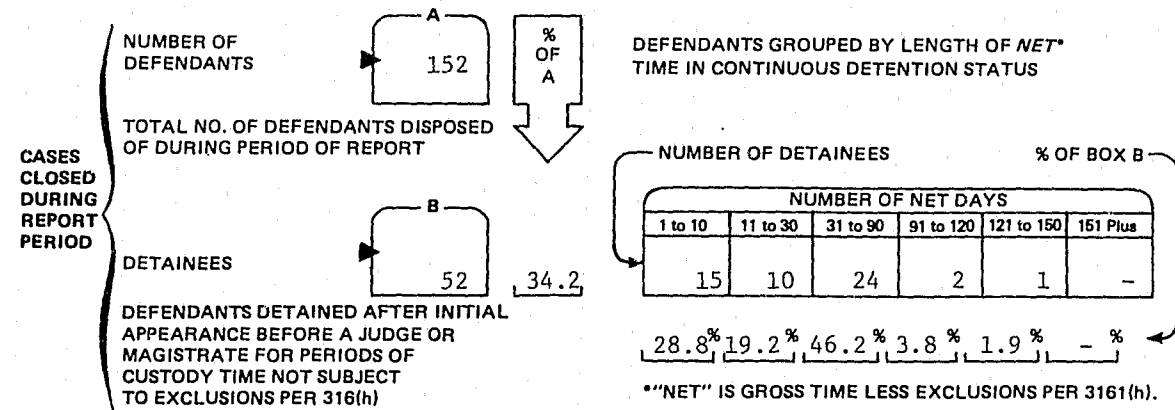 A
NUMBER OF
DEFENDANTS
152
%
OF
A
TOTAL NO. OF DEFENDANTS DISPOSED
OF DURING PERIOD OF REPORT
CASES
CLOSED
DURING
REPORT
PERIOD
B
DETAINEES
52
34.2
DEFENDANTS DETAINED AFTER INITIAL
APPEARANCE BEFORE A JUDGE OR
MAGISTRATE FOR PERIODS OF
CUSTODY TIME NOT SUBJECT
TO EXCLUSIONS PER 316(h)
DEFENDANTS GROUPED BY LENGTH OF NET*
TIME IN CONTINUOUS DETENTION STATUS
NUMBER OF DETAINEES % OF BOX B
NUMBER OF NET DAYS
1 to 10 11 to 30 31 to 90 91 to 120 121 to 150 151 Plus
15 10 24 2 1 –
28.8% 19.2% 46.2% 3.8% 1.9% – %
*"NET" IS GROSS TIME LESS EXCLUSIONS PER 3161(h).